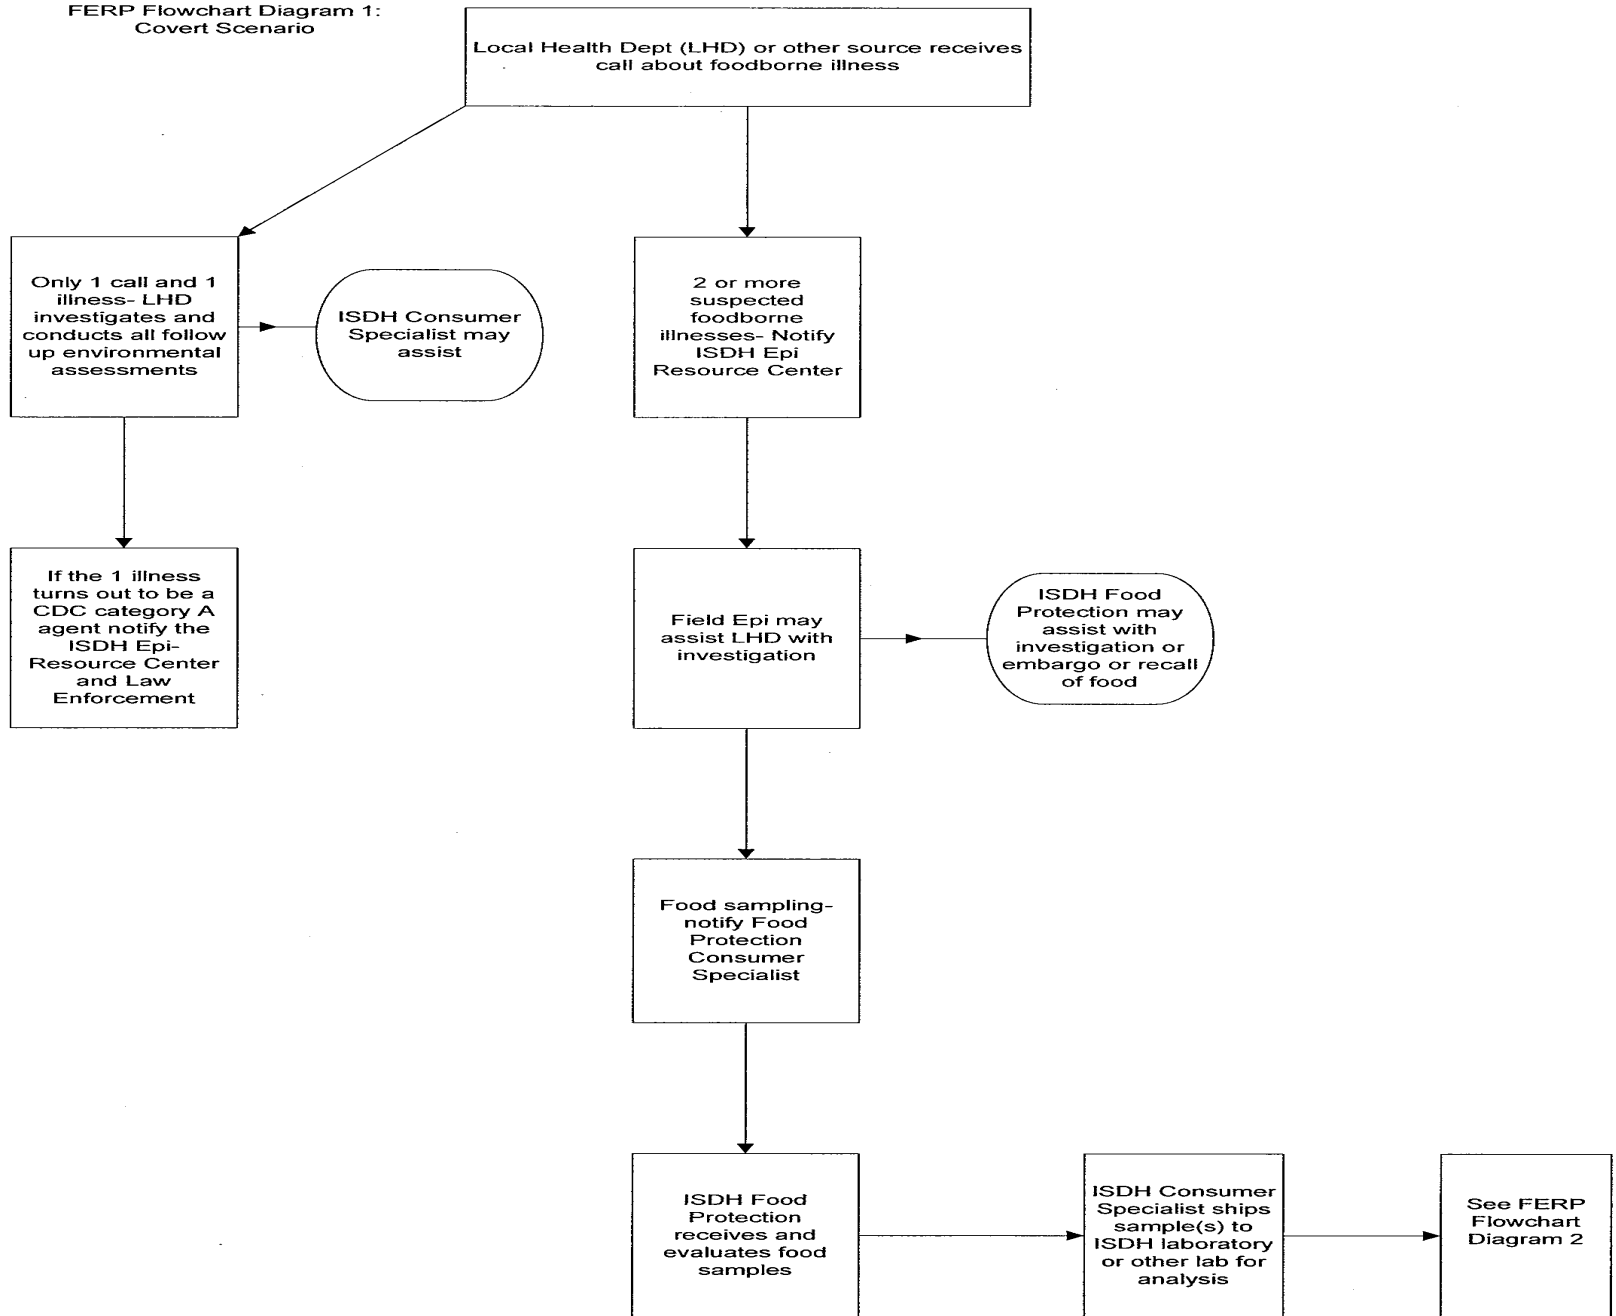 FERP Flowchart Diagram 1:
Covert Scenario
Local Health Dept (LHD) or other source receives
call about foodborne illness
Only 1 call and 1
illness- LHD
investigates and
conducts all follow
up environmental
assessments
ISDH Consumer
Specialist may
assist
2 or more
suspected
foodborne
illnesses- Notify
ISDH Epi
Resource Center
If the 1 illness
turns out to be a
CDC category A
agent notify the
ISDH Epi-
Resource Center
and Law
Enforcement
Field Epi may
assist LHD with
investigation
ISDH Food
Protection may
assist with
investigation or
embargo or recall
of food
Food sampling-
notify Food
Protection
Consumer
Specialist
ISDH Food
Protection
receives and
evaluates food
samples
ISDH Consumer
Specialist ships
sample(s) to
ISDH laboratory
or other lab for
analysis
See FERP
Flowchart
Diagram 2